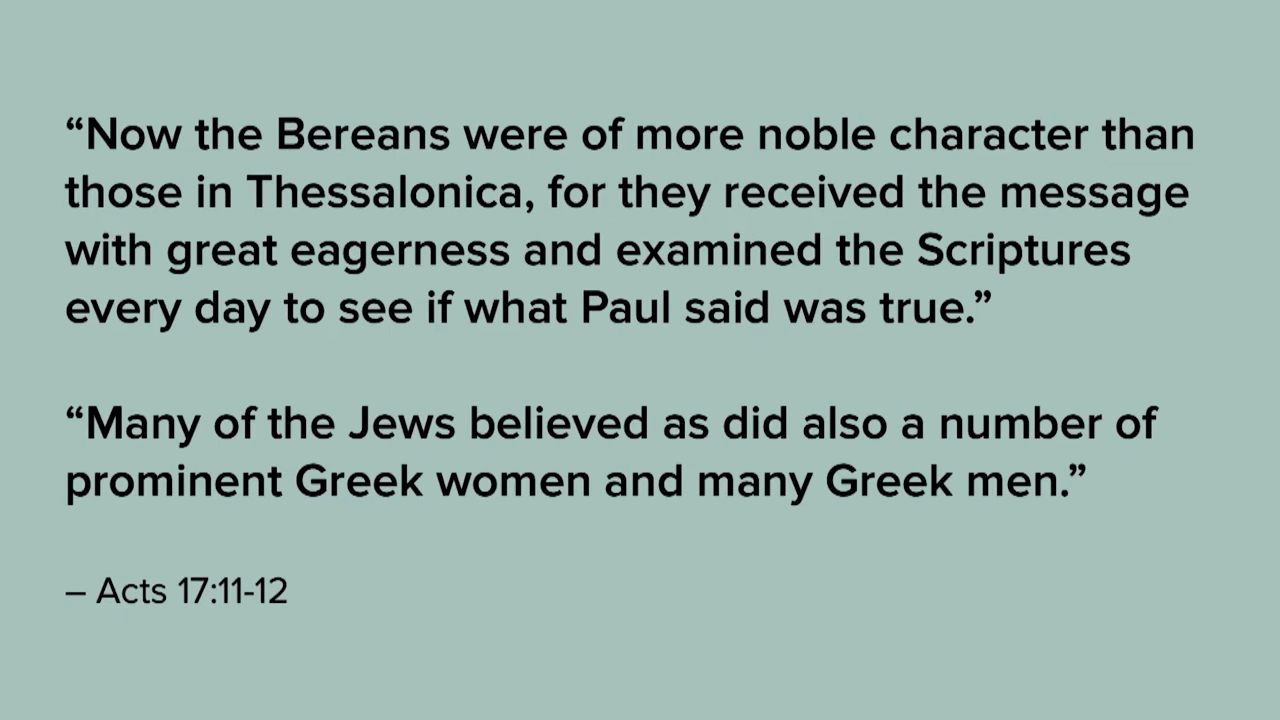 “Now the Bereans were of more noble character than
those in Thessalonica, for they received the message
with great eagerness and examined the Scriptures
every day to see if what Paul said was true.”
“Many of the Jews believed as did also a number of
prominent Greek women and many Greek men.”
– Acts 17:11-12